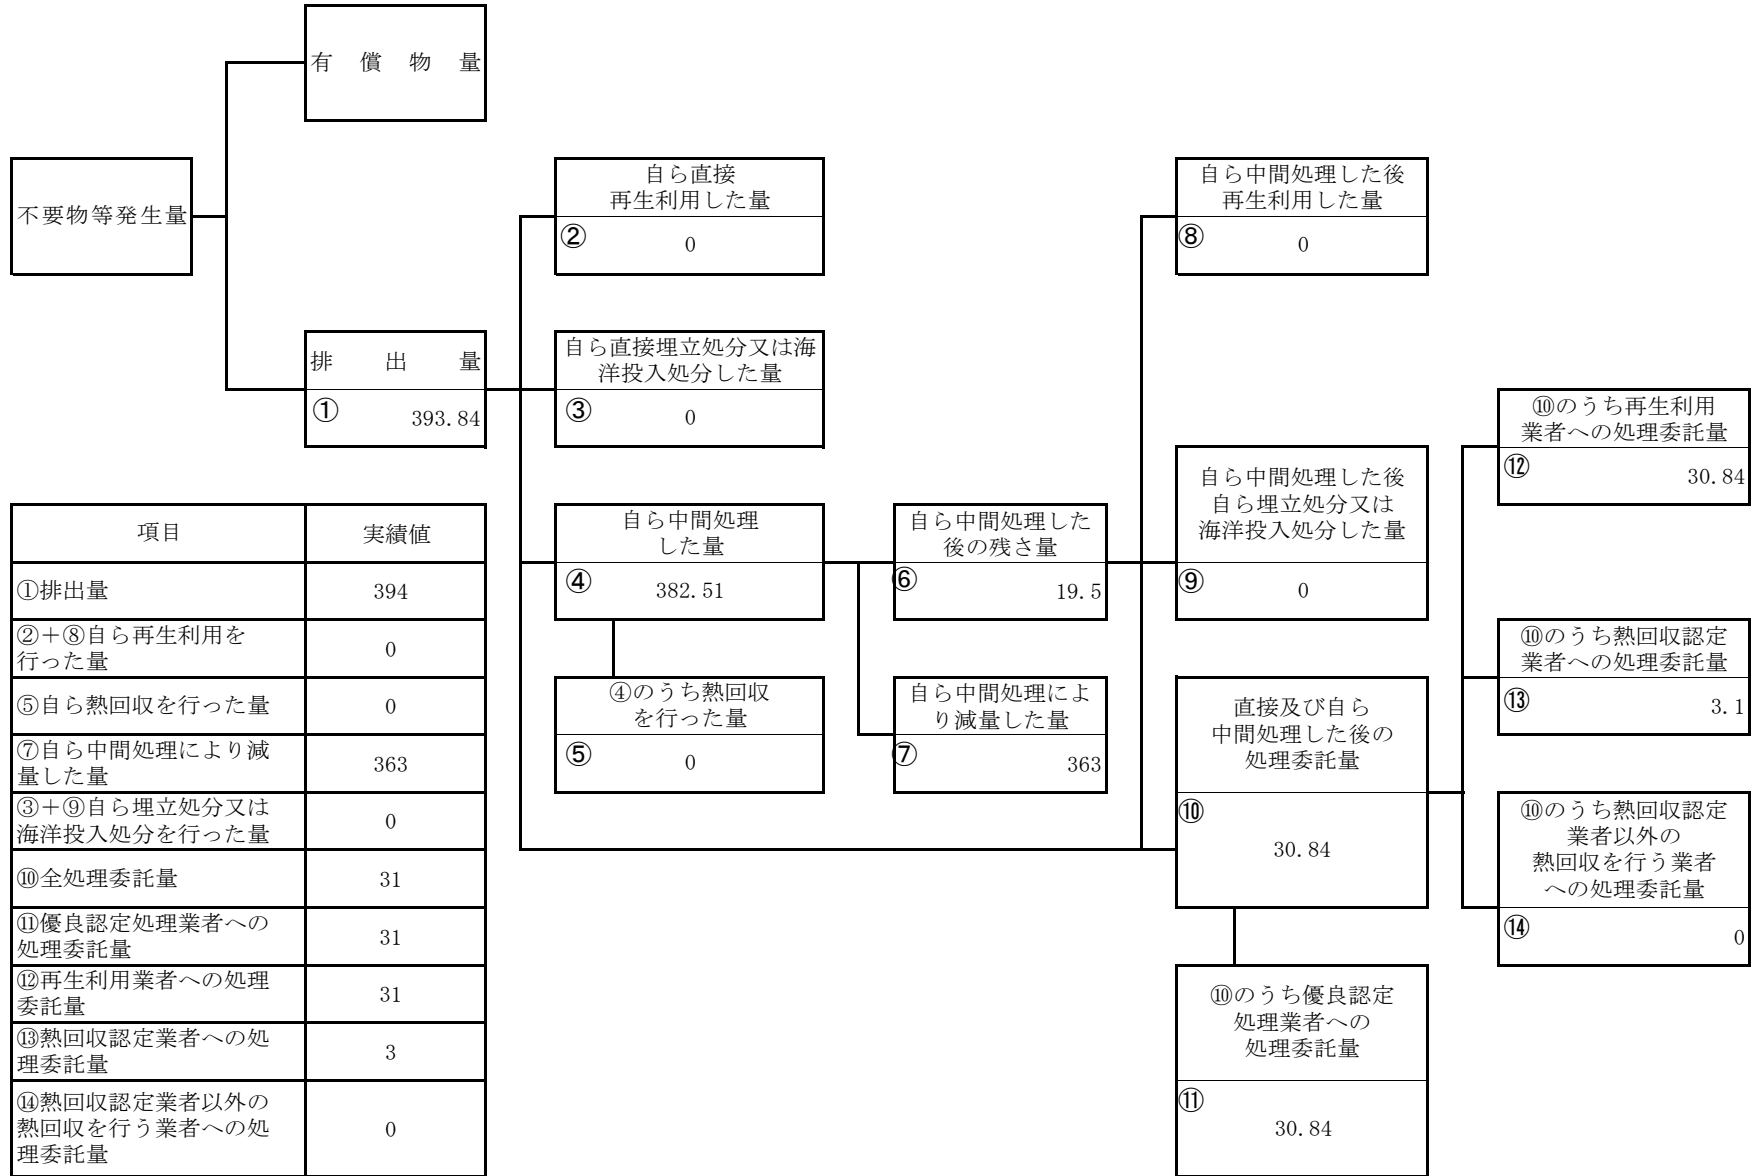 有償物量
不要物等発生量
排出量
① 393.84
自ら直接
再生利用した量
② 0
自ら直接埋立処分又は海
洋投入処分した量
③ 0
自ら中間処理
した量
④ 382.51
④のうち熱回収
を行った量
⑤ 0
自ら中間処理した
後の残さ量
⑥ 19.5
自ら中間処理によ
り減量した量
⑦ 363
自ら中間処理した後
再生利用した量
⑧ 0
自ら中間処理した後
自ら埋立処分又は
海洋投入処分した量
⑨ 0
直接及び自ら
中間処理した後の
処理委託量
⑩
30.84
⑩のうち優良認定
処理業者への
処理委託量
⑪
30.84
⑩のうち再生利用
業者への処理委託量
⑫ 30.84
⑩のうち熱回収認定
業者への処理委託量
⑬ 3.1
⑩のうち熱回収認定
業者以外の
熱回収を行う業者
への処理委託量
⑭ 0
項目 実績値
①排出量 394
②+⑧自ら再生利用を
行った量 0
⑤自ら熱回収を行った量 0
⑦自ら中間処理により減
量した量 363
③+⑨自ら埋立処分又は
海洋投入処分を行った量 0
⑩全処理委託量 31
⑪優良認定処理業者への
処理委託量 31
⑫再生利用業者への処理
委託量 31
⑬熱回収認定業者への処
理委託量 3
⑭熱回収認定業者以外の
熱回収を行う業者への処 0
理委託量